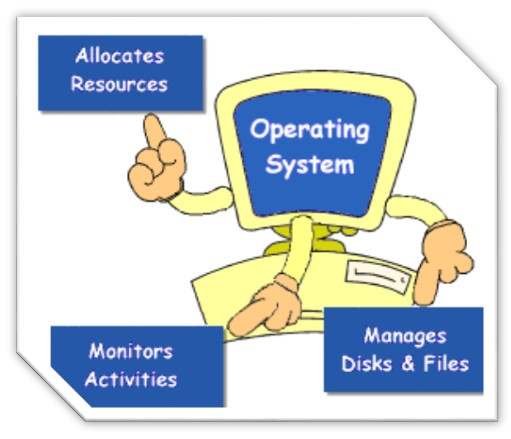 Allocates
Resources
Operating
System
Monitors
Activities
Manages
Disks & Files